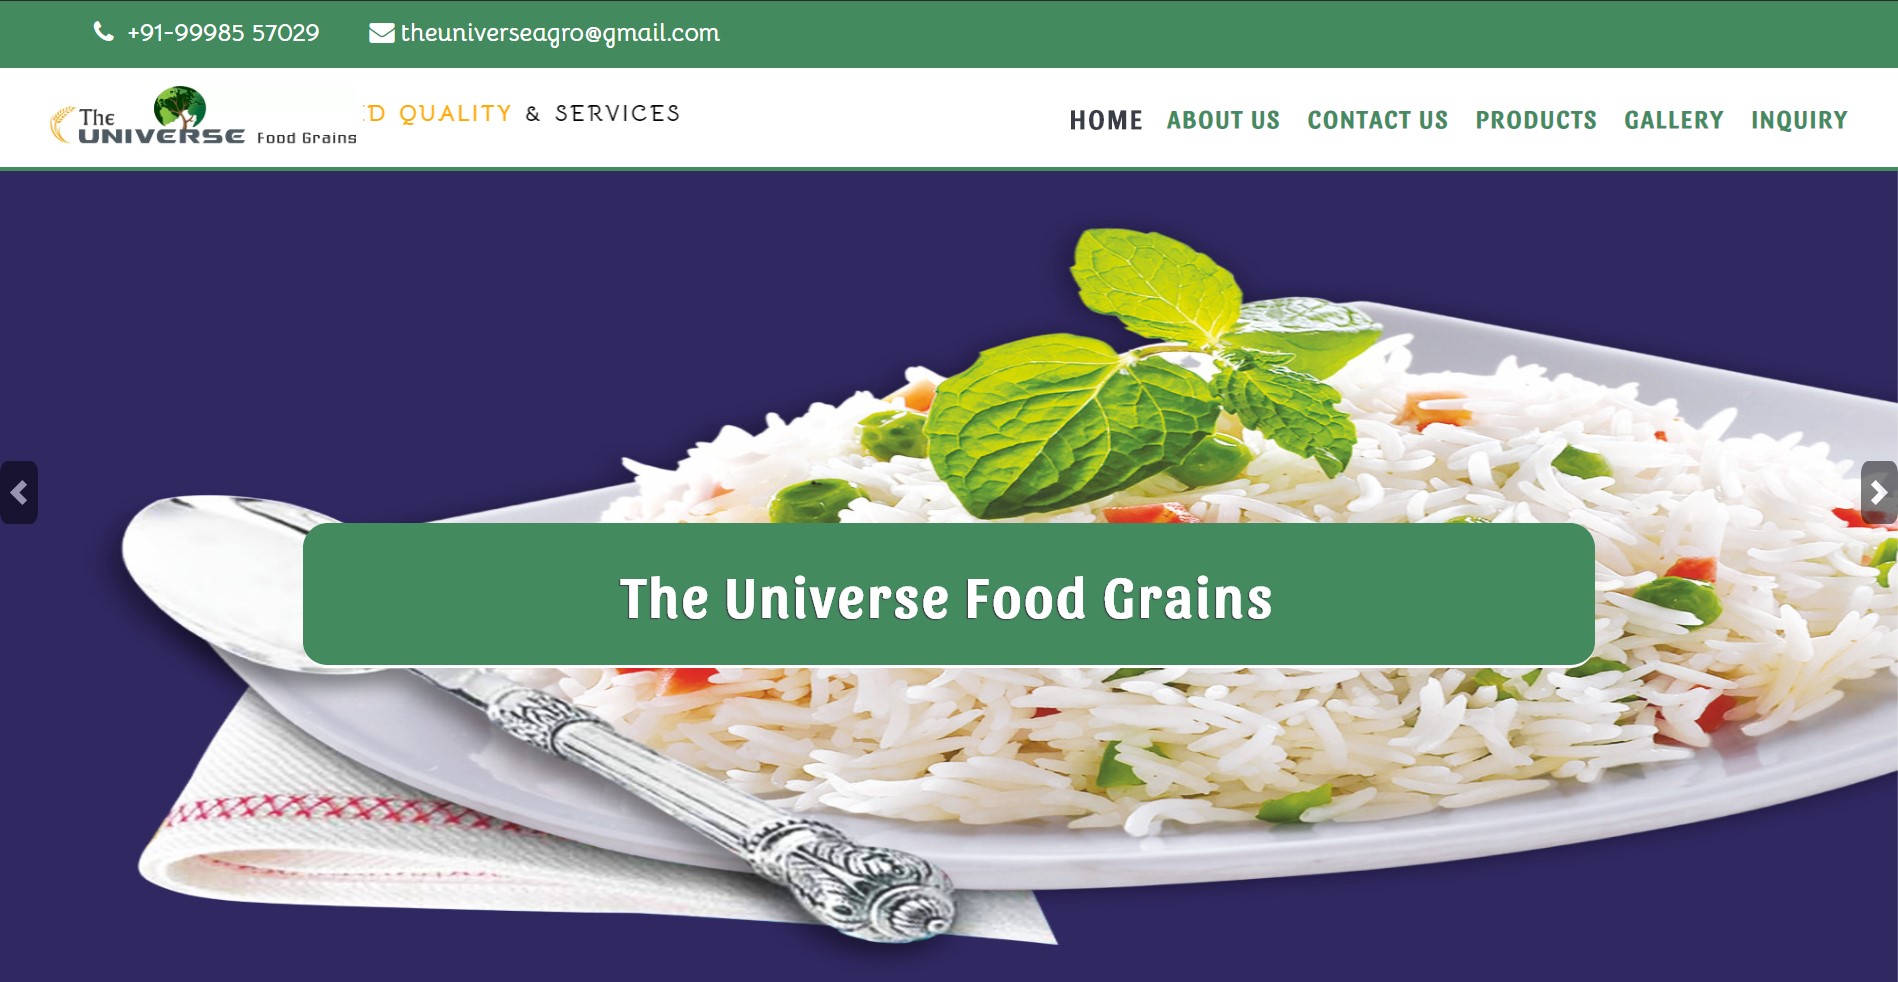 +91-99985 57029 theuniverseagro@gmail.com
The
UNIVERSE Food Grains
QUALITY & SERVICES
HOME ABOUT US CONTACT US PRODUCTS GALLERY INQUIRY
The Universe Food Grains